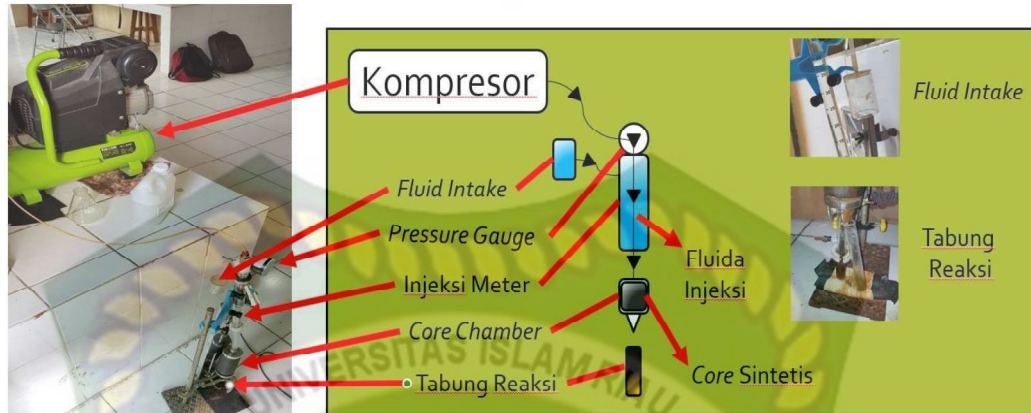 Kompresor
Fluid Intake
Fluid Intake
Pressure Gauge
Fluida
Injeksi
Tabung
Reaksi
Injeksi Meter
Core Chamber
Core Sintetis
Tabung Reaksi
UNIVERSITAS ISLAM RIAU